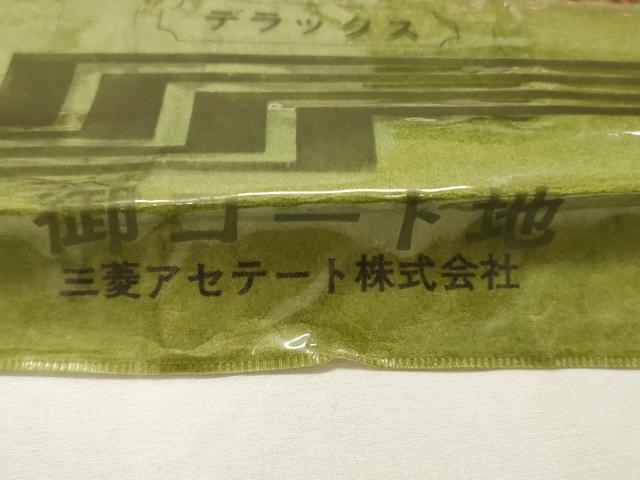 デラックス
御コート地
三菱アセテート株式会社